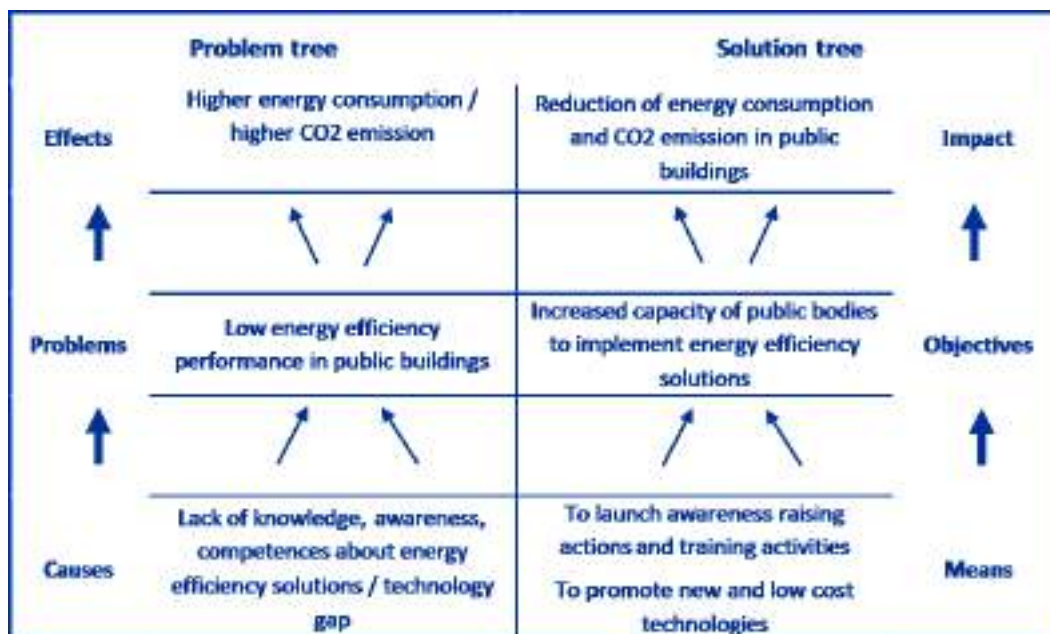 Problem tree
Solution tree
Effects
Higher energy consumption /
higher CO2 emission
Reduction of energy consumption
and CO2 emission in public
buildings
Impact
Problems
Low energy efficiency
performance in public buildings
Increased capacity of public bodies
to implement energy efficiency
solutions
Objectives
Causes
Lack of knowledge, awareness,
competences about energy
efficiency solutions / technology
gap
To launch awareness raising
actions and training activities
To promote new and low cost
technologies
Means